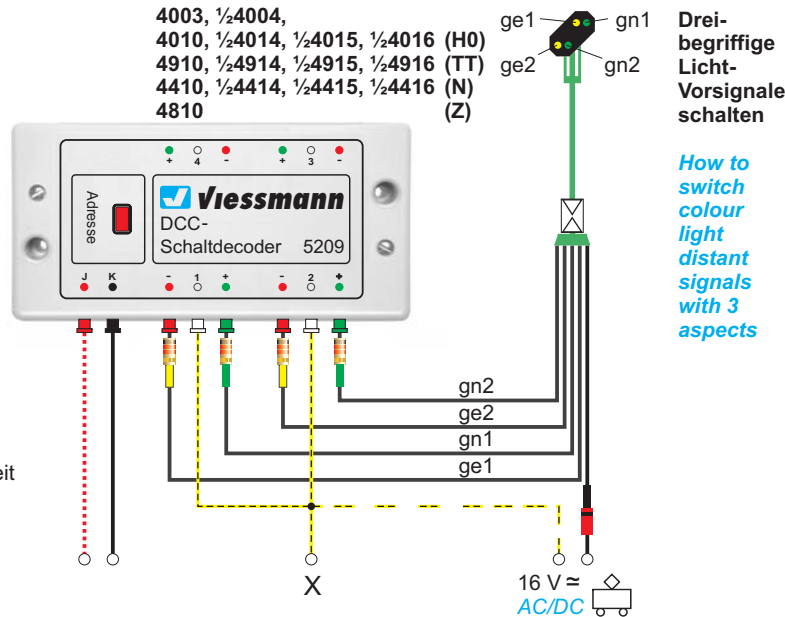 4003, ½4004,
4010, ½4014, ½4015, ½4016 (H0)
4910, ½4914, ½4915, ½4916 (TT)
4410, ½4414, ½4415, ½4416 (N)
4810 (Z)
ge1
gn1
ge2
gn2
Drei-
begriffige
Licht-
Vorsignale
schalten
How to
switch
colour
light
distant
signals
with 3
aspects
+ 4 - + 3 -
Adresse
viessmann
DCC-
Schaltdecoder 5209
J K - 1 + - 2 +
gn2
ge2
gn1
ge1
eit
X
16 V ≃
AC/DC